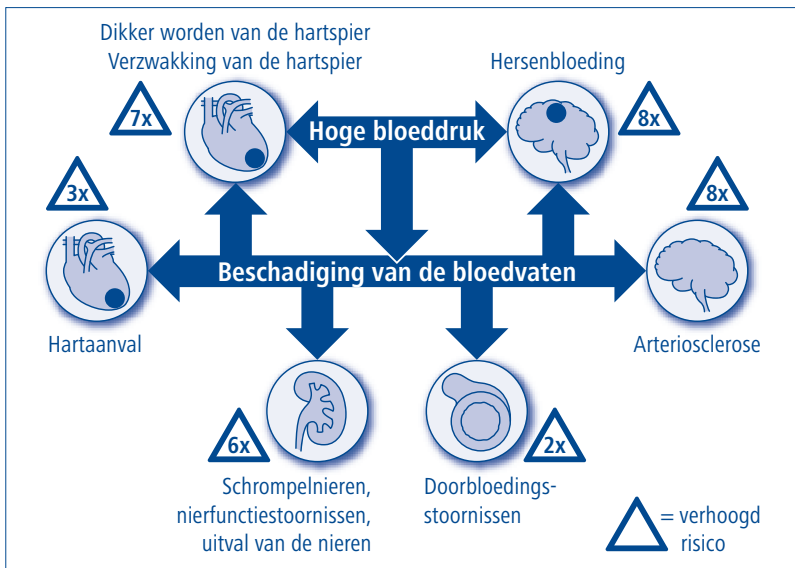 Dikker worden van de hartspier
Verzwakking van de hartspier
Hersenbloeding
7x
Hoge bloeddruk
8x
3x
8x
Beschadiging van de bloedvaten
Hartaanval
Arteriosclerose
6x
2x
Schrompelnieren,
nierfunctiestoornissen,
uitval van de nieren
Doorbloedings-
stoornissen
= verhoogd
risico